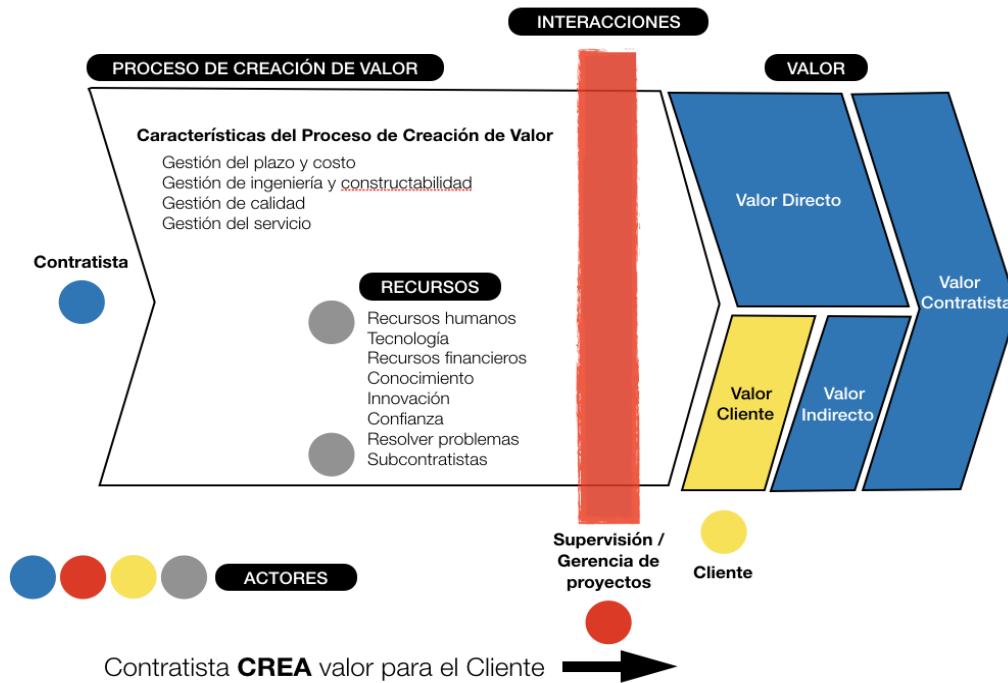 INTERACCIONES
PROCESO DE CREACIÓN DE VALOR
VALOR
Características del Proceso de Creación de Valor
Gestión del plazo y costo
Gestión de ingeniería y constructabilidad
Gestión de calidad
Gestión del servicio
Contratista
RECURSOS
Recursos humanos
Tecnología
Recursos financieros
Conocimiento
Innovación
Confianza
Resolver problemas
Subcontratistas
Valor Directo
Valor
Contratista
Valor
Cliente
Valor
Indirecto
Supervisión /
Gerencia de
proyectos
Cliente
ACTORES
Contratista CREA valor para el Cliente